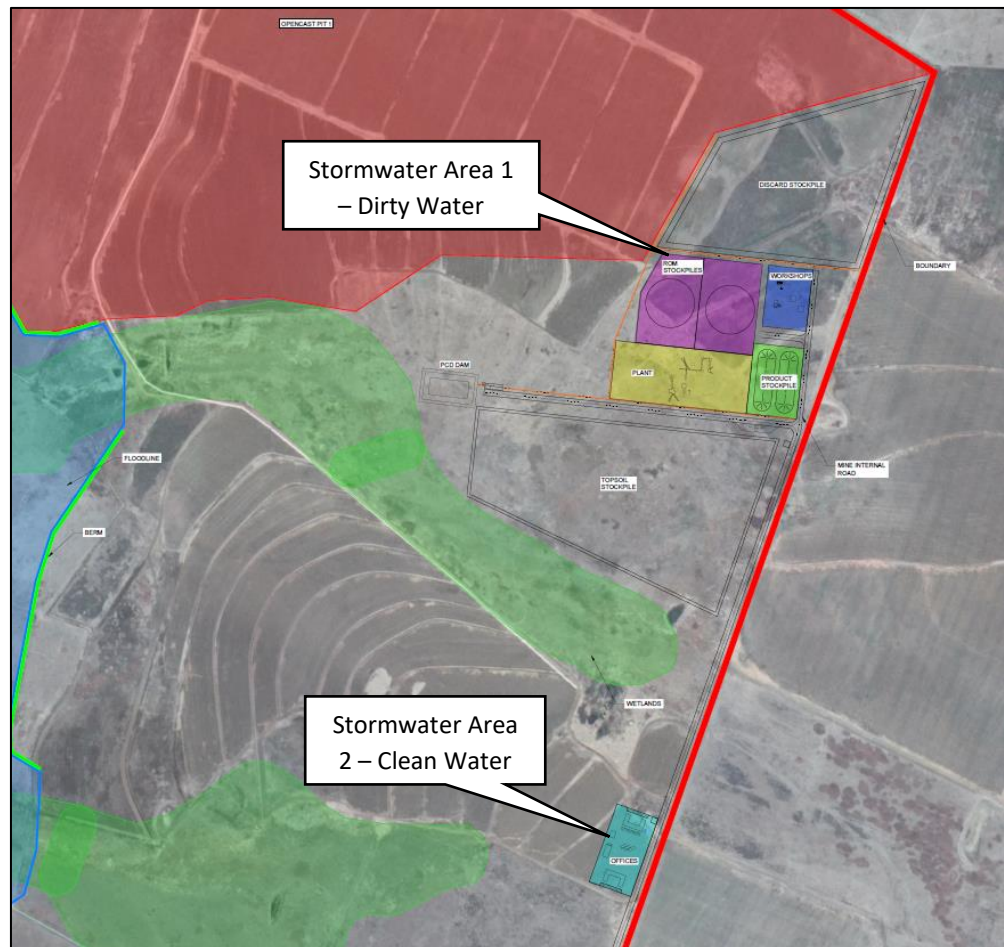 OPENCAST PIT 1
Stormwater Area 1
– Dirty Water
DISCARD STOCKPILE
ROM
STOCKPILES
WORKSHOPS
BOUNDARY
PCD DAM
PLANT
PRODUCT
STOCKPILE
FLOODLINE
TOPSOIL
STOCKPILE
MINE INTERNAL
ROAD
BERM
WETLANDS
Stormwater Area
2 – Clean Water
OFFICES